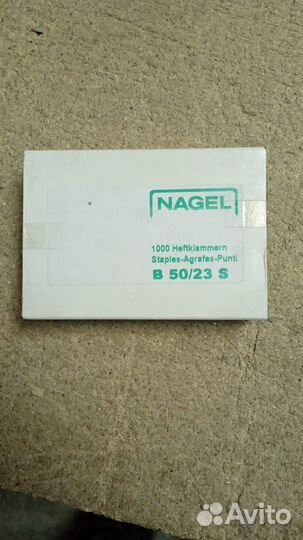 NAGEL
1000 Heftklammern
Staples-Agrafes-Punti
B 50/23 S
Avito